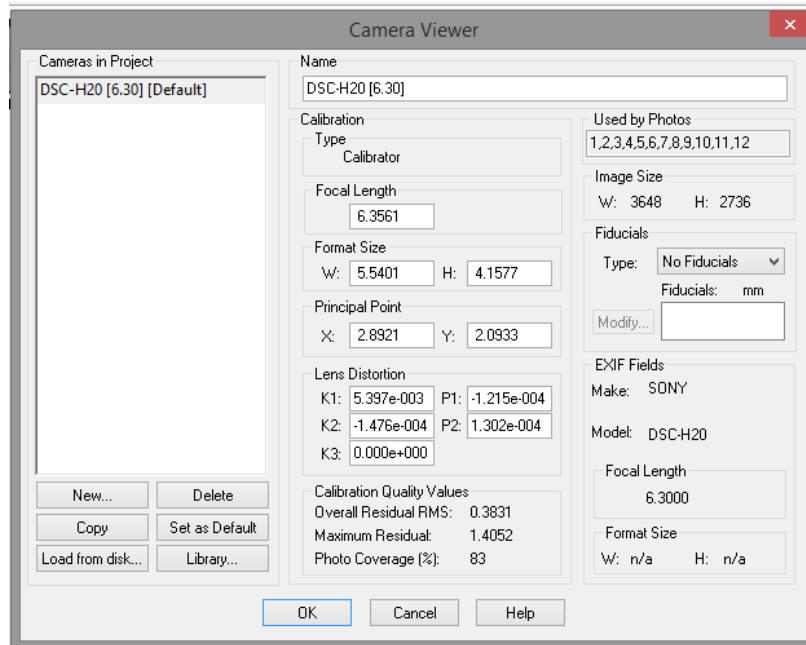 Camera Viewer
x
Cameras in Project
DSC-H20 [6.30] [Default]
New...
Delete
Copy
Set as Default
Load from disk...
Library...
Name
DSC-H20 [6.30]
Calibration
Type
Calibrator
Focal Length
6.3561
Format Size
W: 5.5401 H: 4.1577
Principal Point
X: 2.8921 Y: 2.0933
Lens Distortion
K1: 5.397e-003 P1: -1.215e-004
K2: -1.476e-004 P2: 1.302e-004
K3: 0.000e+000
Calibration Quality Values
Overall Residual RMS: 0.3831
Maximum Residual: 1.4052
Photo Coverage (%): 83
Used by Photos
1,2,3,4,5,6,7,8,9,10,11,12
Image Size
W: 3648 H: 2736
Fiducials
Type: No Fiducials
Fiducials: mm
Modify...
EXIF Fields
Make: SONY
Model: DSC-H20
Focal Length
6.3000
Format Size
W: n/a H: n/a
OK
Cancel
Help